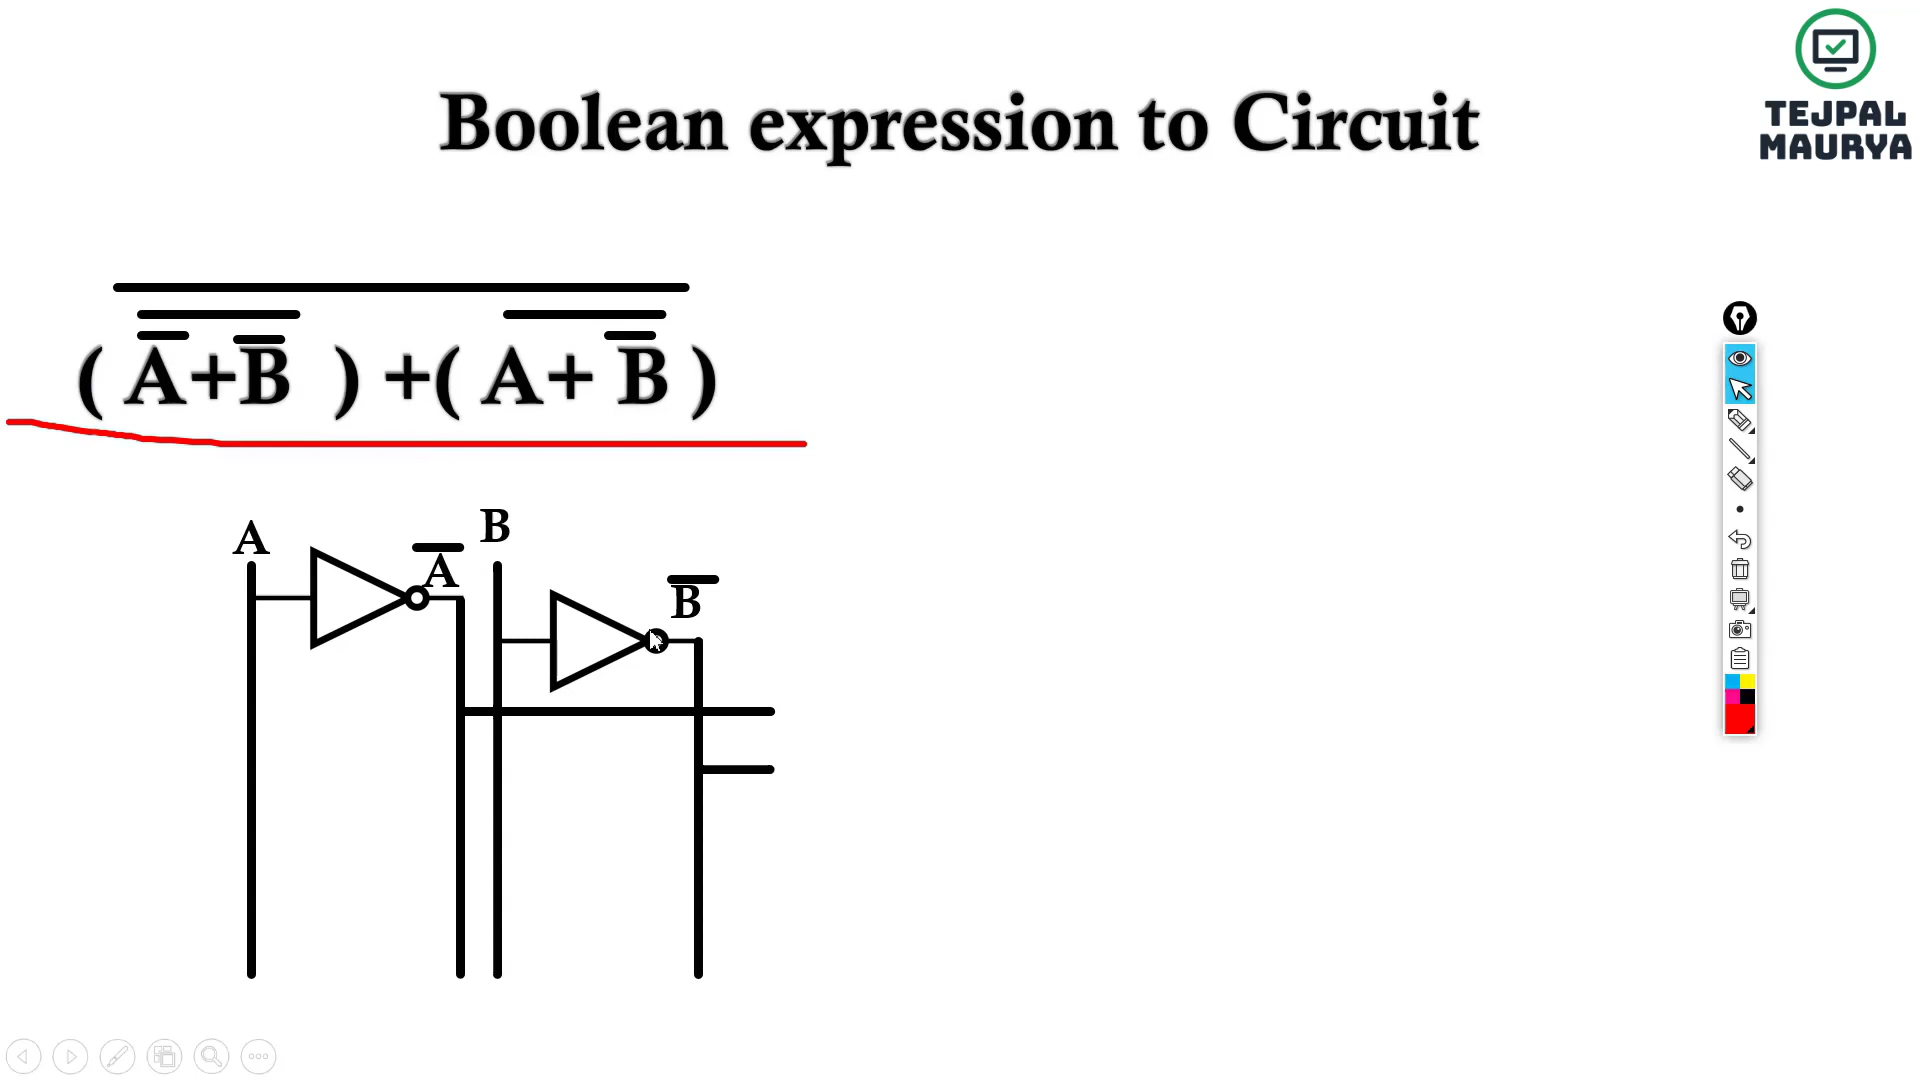 TEJPAL
MAURYA
Boolean expression to Circuit
( A̅+B̅ ) +( A+ B̅ )
A
A̅
B
B̅